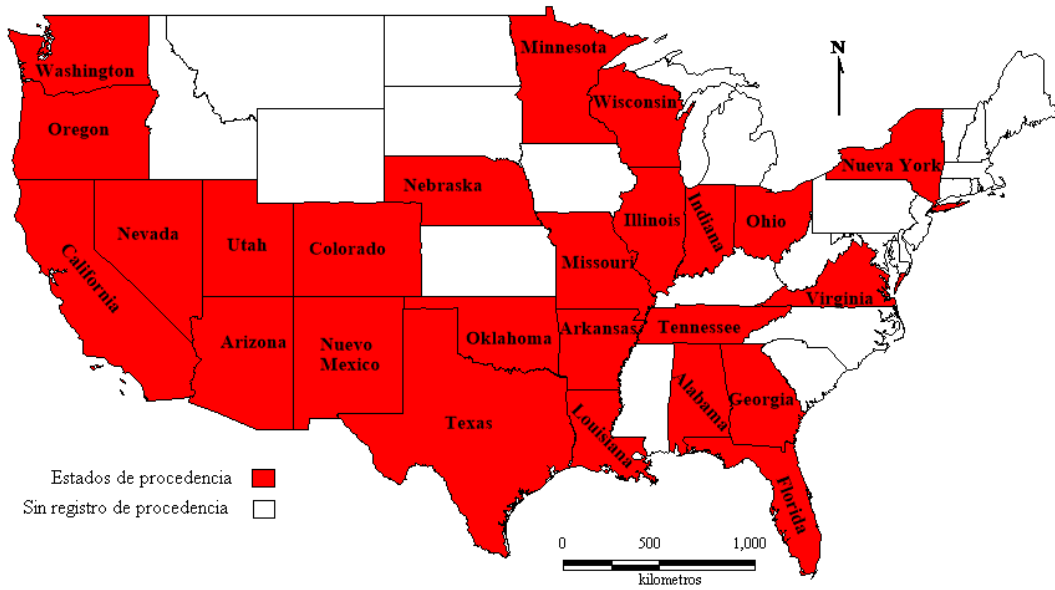 Minnesota
N
Washington
Wisconsin
Oregon
Nueva York
Nebraska
Nevada
Utah
Colorado
Illinois
Indiana
Ohio
California
Missouri
Virginia
Arizona
Nuevo
Mexico
Oklahoma
Arkansas
Tennessee
Texas
Louisiana
Alabama
Georgia
Florida
Estados de procedencia
Sin registro de procedencia
0 500 1,000
kilometros